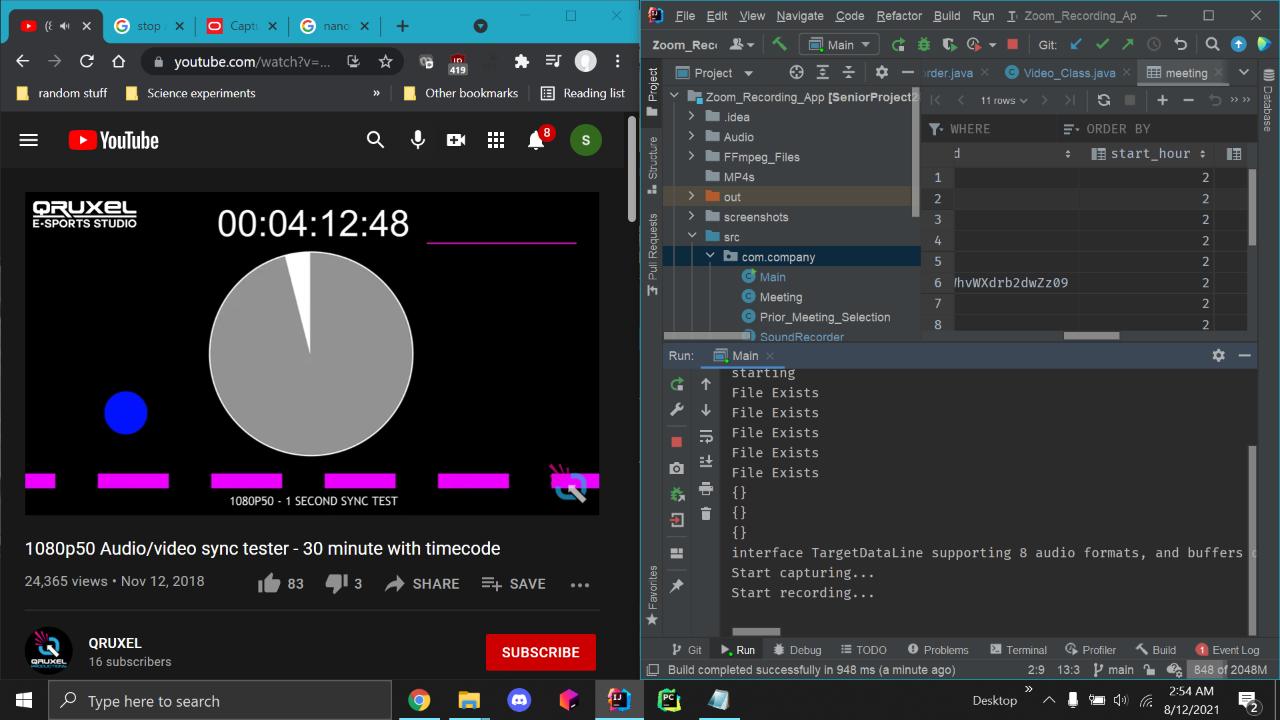 stop
Capt
nano
youtube.com/watch?v=...
419
random stuff
Science experiments
»
Other bookmarks
Reading list
YouTube
8
S
QRUXEL
E-SPORTS STUDIO
00:04:12:48
1080P50 - 1 SECOND SYNC TEST
1080p50 Audio/video sync tester - 30 minute with timecode
24,365 views • Nov 12, 2018
83
3
SHARE
SAVE
QRUXEL
PRODUCTIONS
QRUXEL
16 subscribers
SUBSCRIBE
File Edit View Navigate Code Refactor Build Run T Zoom_Recording_Ap
Zoom_Reco
Main
Git:
Project
rder.java
Video_Class.java
meeting
Project
Structure
Pull Requests
Favorites
Database
Zoom_Recording_App [SeniorProject2
.idea
Audio
FFmpeg_Files
MP4s
out
screenshots
src
com.company
Main
Meeting
Prior_Meeting_Selection
SoundRecorder
11 rows
WHERE
ORDER BY
d
start_hour
1 2
2 2
3 2
4 2
5 2
6 WhvWXdrb2dwZz09 2
7 2
8 2
Run: Main
starting
File Exists
File Exists
File Exists
File Exists
File Exists
{}
{}
{}
interface TargetDataLine supporting 8 audio formats, and buffers o
Start capturing...
Start recording...
Git
Run
Debug
TODO
Problems
Terminal
Profiler
Build
1 Event Log
Build completed successfully in 948 ms (a minute ago)
2:9
13:3
main
848 of 2048M
Type here to search
Desktop
»
2:54 AM
8/12/2021
2